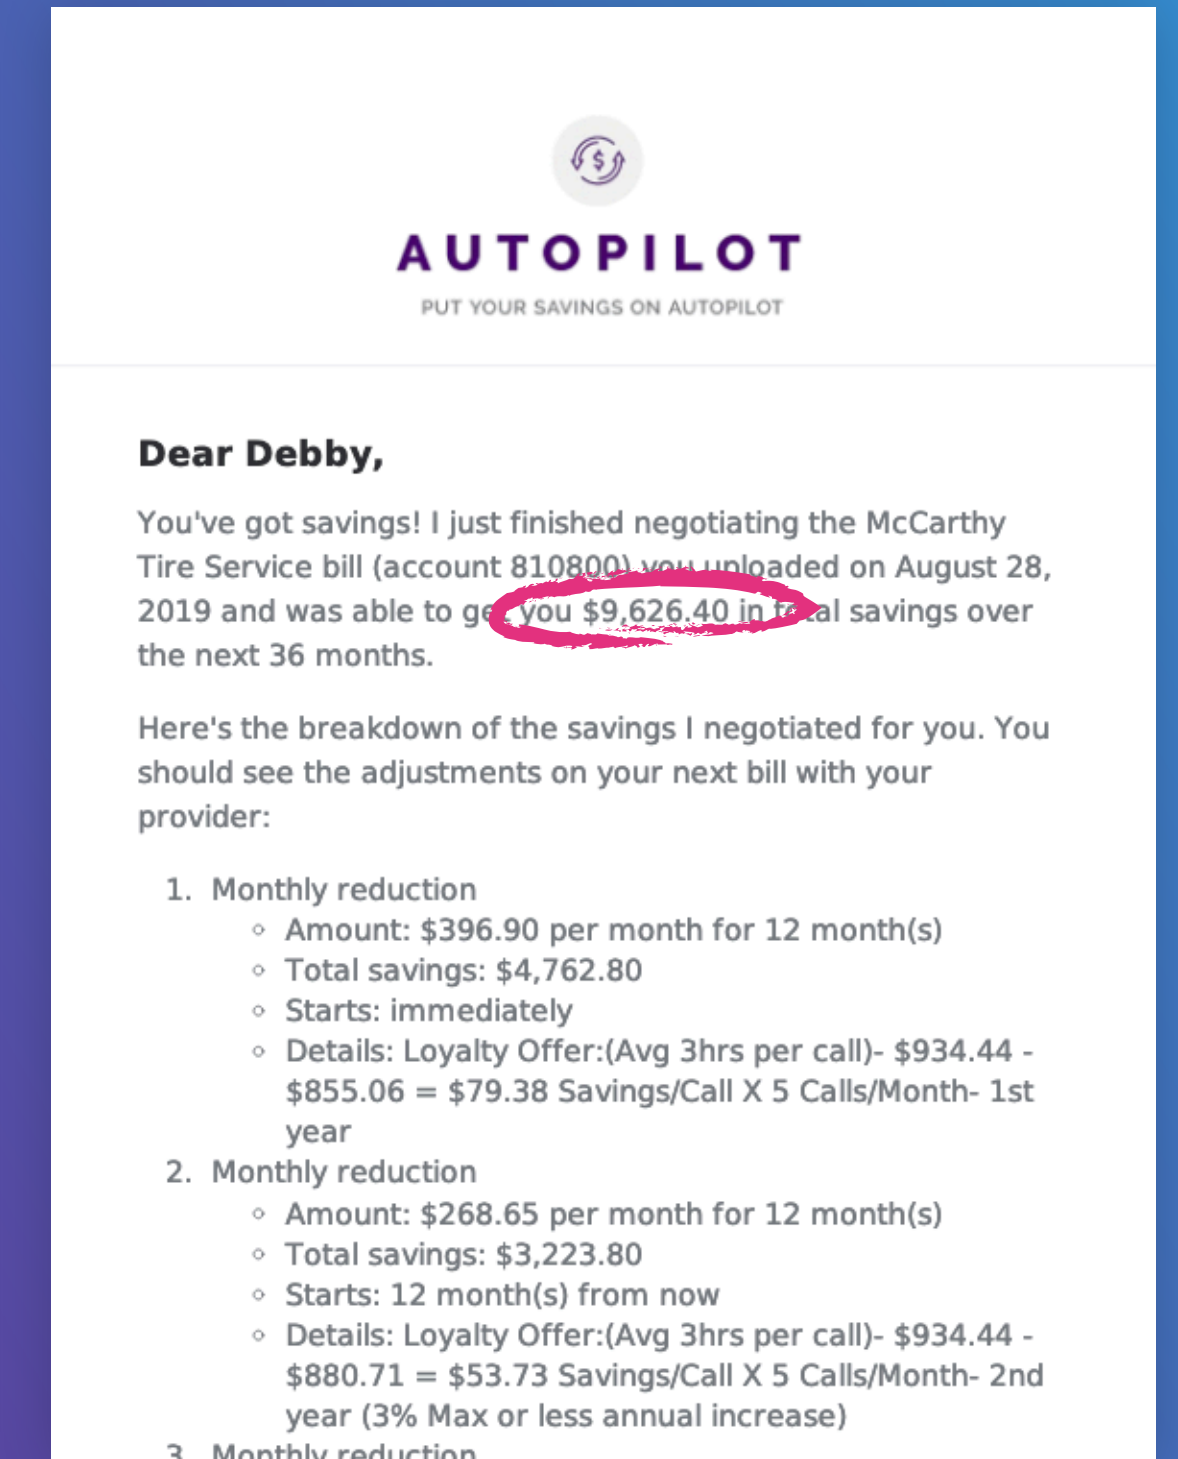 AUTOPILOT
PUT YOUR SAVINGS ON AUTOPILOT
Dear Debby,
You've got savings! I just finished negotiating the McCarthy
Tire Service bill (account 810800) you uploaded on August 28,
2019 and was able to get you $9,626.40 in total savings over
the next 36 months.
Here's the breakdown of the savings I negotiated for you. You
should see the adjustments on your next bill with your
provider:
1. Monthly reduction
◦ Amount: $396.90 per month for 12 month(s)
◦ Total savings: $4,762.80
◦ Starts: immediately
◦ Details: Loyalty Offer:(Avg 3hrs per call)- $934.44 -
$855.06 = $79.38 Savings/Call X 5 Calls/Month- 1st
year
2. Monthly reduction
◦ Amount: $268.65 per month for 12 month(s)
◦ Total savings: $3,223.80
◦ Starts: 12 month(s) from now
◦ Details: Loyalty Offer:(Avg 3hrs per call)- $934.44 -
$880.71 = $53.73 Savings/Call X 5 Calls/Month- 2nd
year (3% Max or less annual increase)
3. Monthly reduction